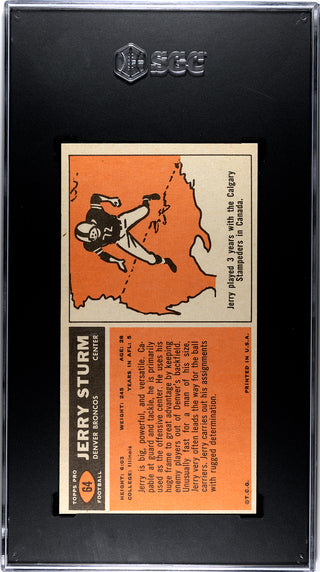 SGC
TOPPS PRO
64
FOOTBALL
JERRY STURM
DENVER BRONCOS CENTER
HEIGHT: 6-03 WEIGHT: 245 AGE: 28
COLLEGE: Illinois YEARS IN AFL: 5
Jerry is big, powerful, and versatile. Ca-
pable at guard and tackle, he is primarily
used as the offensive center. He uses his
huge frame to great advantage by keeping
enemy players out of Denver's backfield.
Unusually fast for a man of his size,
Jerry very often leads the way for the ball
carriers. Jerry carries out his assignments
with rugged determination.
©T.C.G. PRINTED IN U.S.A.
72
Jerry played 3 years with the Calgary
Stampeders in Canada.